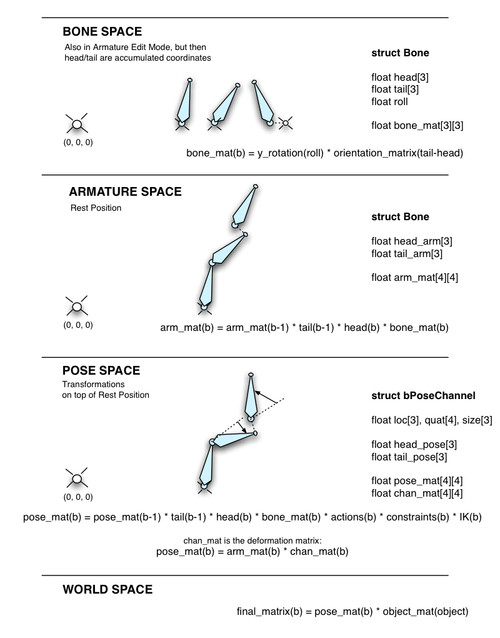 BONE SPACE
Also in Armature Edit Mode, but then
head/tail are accumulated coordinates
struct Bone
float head[3]
float tail[3]
float roll
float bone_mat[3][3]
(0, 0, 0)
bone_mat(b) = y_rotation(roll) * orientation_matrix(tail-head)
ARMATURE SPACE
Rest Position
struct Bone
float head_arm[3]
float tail_arm[3]
float arm_mat[4][4]
(0, 0, 0)
arm_mat(b) = arm_mat(b-1) * tail(b-1) * head(b) * bone_mat(b)
POSE SPACE
Transformations
on top of Rest Position
struct bPoseChannel
float loc[3], quat[4], size[3]
float head_pose[3]
float tail_pose[3]
float pose_mat[4][4]
float chan_mat[4][4]
(0, 0, 0)
pose_mat(b) = pose_mat(b-1) * tail(b-1) * head(b) * bone_mat(b) * actions(b) * constraints(b) * IK(b)
chan_mat is the deformation matrix:
pose_mat(b) = arm_mat(b) * chan_mat(b)
WORLD SPACE
final_matrix(b) = pose_mat(b) * object_mat(object)